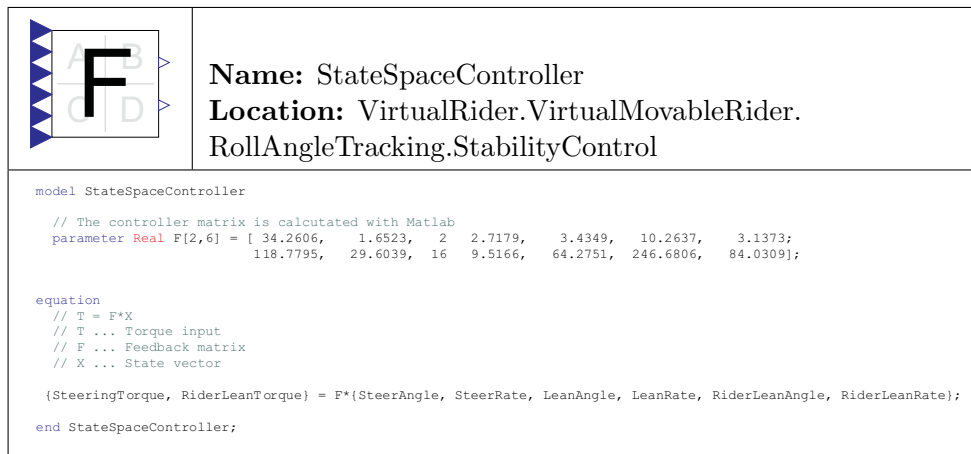 A B
C D
F
Name: StateSpaceController
Location: VirtualRider.VirtualMovableRider.
RollAngleTracking.StabilityControl
model StateSpaceController
// The controller matrix is calcutated with Matlab
parameter Real F[2,6] = [ 34.2606, 1.6523, 2 2.7179, 3.4349, 10.2637, 3.1373;
118.7795, 29.6039, 16 9.5166, 64.2751, 246.6806, 84.0309];
equation
// T = F*X
// T ... Torque input
// F ... Feedback matrix
// X ... State vector
{SteeringTorque, RiderLeanTorque} = F*{SteerAngle, SteerRate, LeanAngle, LeanRate, RiderLeanAngle, RiderLeanRate};
end StateSpaceController;